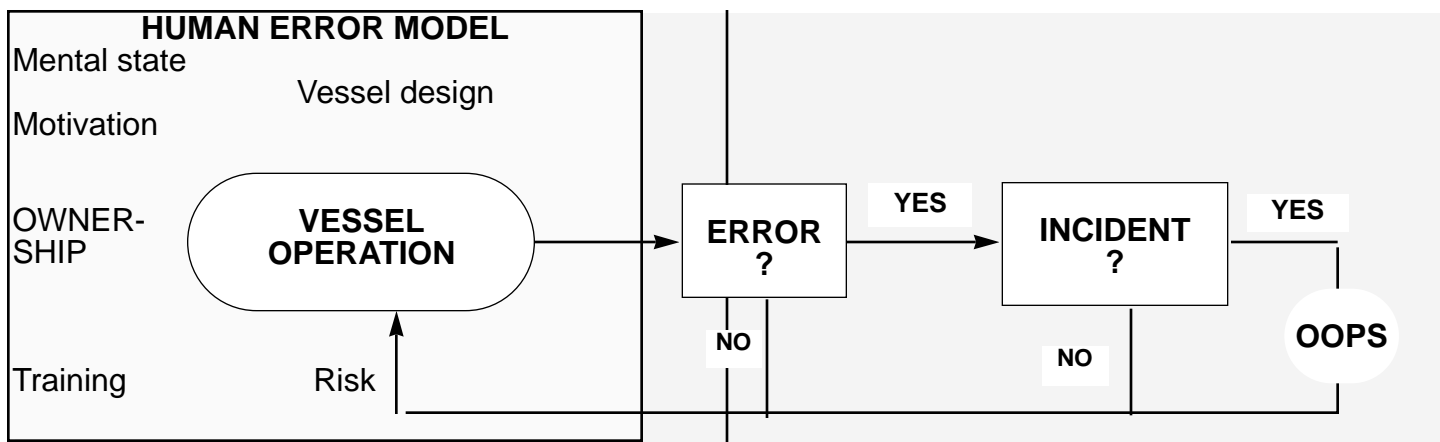 HUMAN ERROR MODEL
Mental state
Vessel design
Motivation
OWNER-
SHIP
VESSEL
OPERATION
ERROR
?
YES
INCIDENT
?
YES
NO
NO
OOPS
Training
Risk